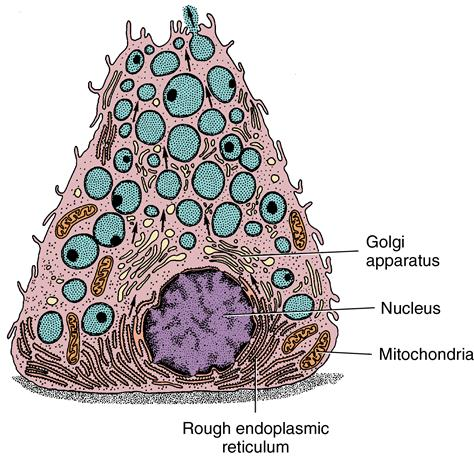 Golgi
apparatus
Nucleus
Mitochondria
Rough endoplasmic
reticulum